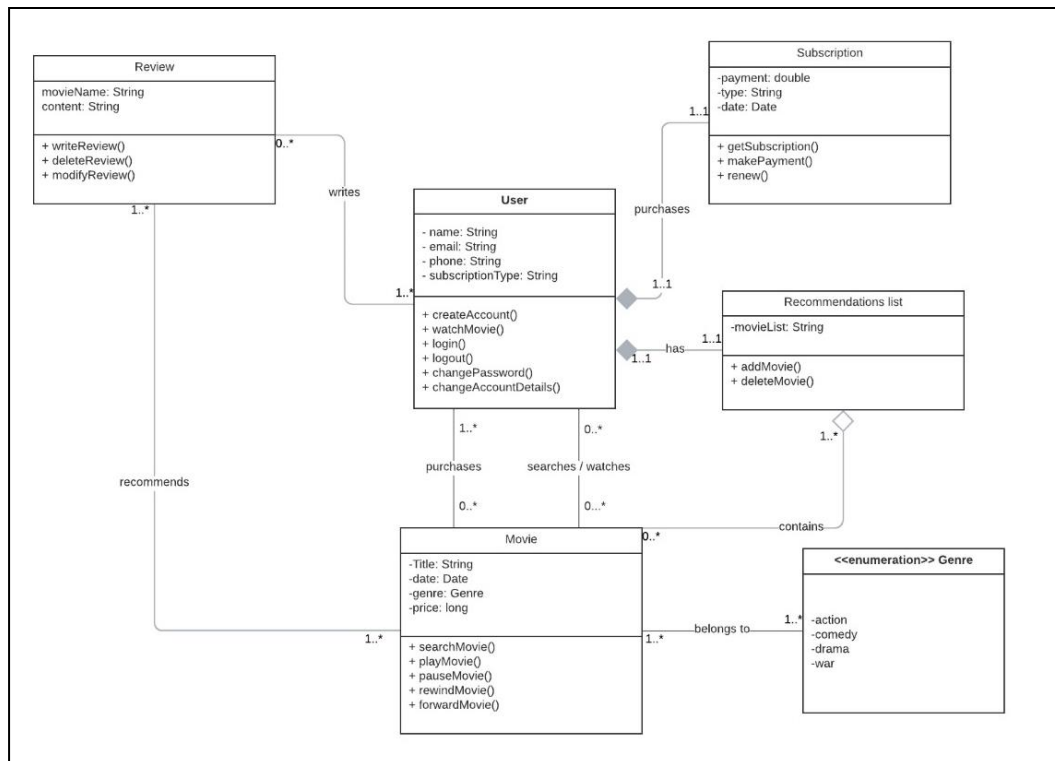 Review
movieName: String
content: String
+ writeReview()
+ deleteReview()
+ modifyReview()
Subscription
-payment: double
-type: String
-date: Date
+ getSubscription()
+ makePayment()
+ renew()
1..1
purchases
1..1
0..*
writes
1..*
User
- name: String
- email: String
- phone: String
- subscriptionType: String
+ createAccount()
+ watchMovie()
+ login()
+ logout()
+ changePassword()
+ changeAccountDetails()
1..1
has
1..1
Recommendations list
-movieList: String
+ addMovie()
+ deleteMovie()
1..*
contains
0..*
1..*
recommends
1..*
1..*
purchases
0..*
0..*
searches / watches
0...*
Movie
-Title: String
-date: Date
-genre: Genre
-price: long
+ searchMovie()
+ playMovie()
+ pauseMovie()
+ rewindMovie()
+ forwardMovie()
1..*
belongs to
1..*
<<enumeration>> Genre
-action
-comedy
-drama
-war